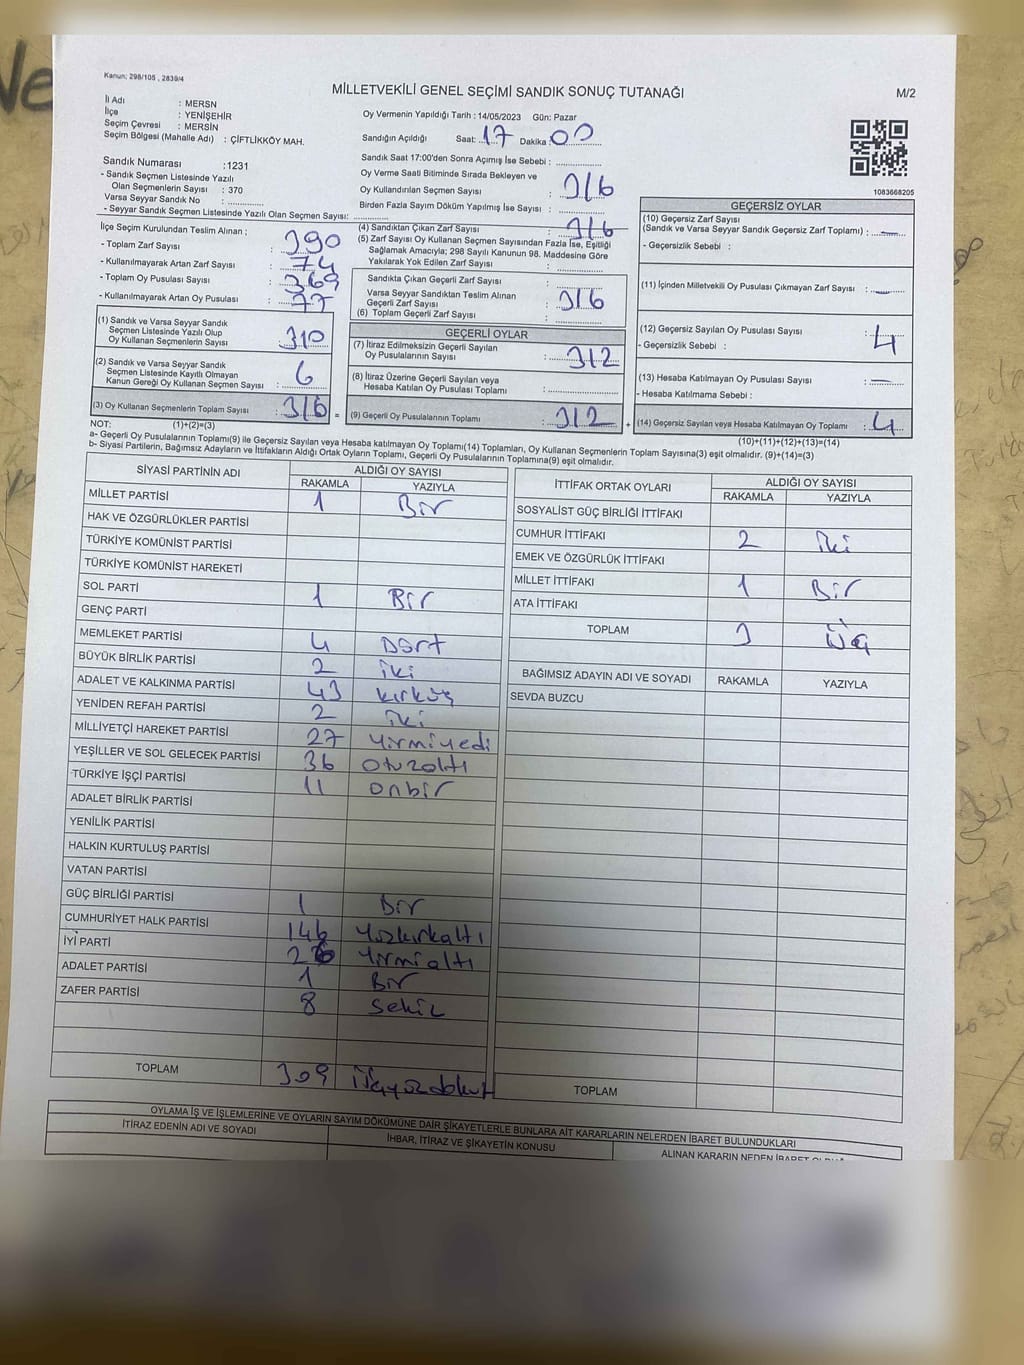 Ne
Kanun: 298/105 , 2839/4
MİLLETVEKİLİ GENEL SEÇİMİ SANDIK SONUÇ TUTANAĞI
M/2
İl Adı : MERSN
İlçe : YENİŞEHİR
Seçim Çevresi : MERSİN
Seçim Bölgesi (Mahalle Adı) : ÇİFTLİKKÖY MAH.
Sandık Numarası :1231
- Sandık Seçmen Listesinde Yazılı
Olan Seçmenlerin Sayısı : 370
Varsa Seyyar Sandık No :
- Seyyar Sandık Seçmen Listesinde Yazılı Olan Seçmen Sayısı:
Oy Vermenin Yapıldığı Tarih : 14/05/2023 Gün: Pazar
Sandığın Açıldığı Saat: 17 Dakika: 00
Sandık Saat 17:00'den Sonra Açımış İse Sebebi :
Oy Verme Saati Bitiminde Sırada Bekleyen ve
Oy Kullandırılan Seçmen Sayısı : 316
Birden Fazla Sayım Döküm Yapılmış İse Sayısı :
1083668205
İlçe Seçim Kurulundan Teslim Alınan ;
- Toplam Zarf Sayısı : 390
- Kullanılmayarak Artan Zarf Sayısı : 74
- Toplam Oy Pusulası Sayısı : 369
- Kullanılmayarak Artan Oy Pusulası : 77
(1) Sandık ve Varsa Seyyar Sandık
Seçmen Listesinde Yazılı Olup
Oy Kullanan Seçmenlerin Sayısı : 310
(2) Sandık ve Varsa Seyyar Sandık
Seçmen Listesinde Kayıtlı Olmayan
Kanun Gereği Oy Kullanan Seçmen Sayısı : 6
(3) Oy Kullanan Seçmenlerin Toplam Sayısı : 316 =
(4) Sandıktan Çıkan Zarf Sayısı : 316
(5) Zarf Sayısı Oy Kullanan Seçmen Sayısından Fazla İse, Eşitliği
Sağlamak Amacıyla; 298 Sayılı Kanunun 98. Maddesine Göre
Yakılarak Yok Edilen Zarf Sayısı :
Sandıkta Çıkan Geçerli Zarf Sayısı :
Varsa Seyyar Sandıktan Teslim Alınan
Geçerli Zarf Sayısı : 316
(6) Toplam Geçerli Zarf Sayısı :
GEÇERLİ OYLAR
(7) İtiraz Edilmeksizin Geçerli Sayılan
Oy Pusulalarının Sayısı : 312
(8) İtiraz Üzerine Geçerli Sayılan veya
Hesaba Katılan Oy Pusulası Toplamı :
(9) Geçerli Oy Pusulalarının Toplamı : 312 +
GEÇERSİZ OYLAR
(10) Geçersiz Zarf Sayısı
(Sandık ve Varsa Seyyar Sandık Geçersiz Zarf Toplamı) : —
- Geçersizlik Sebebi :
(11) İçinden Milletvekili Oy Pusulası Çıkmayan Zarf Sayısı : —
(12) Geçersiz Sayılan Oy Pusulası Sayısı : 4
- Geçersizlik Sebebi :
(13) Hesaba Katılmayan Oy Pusulası Sayısı : —
- Hesaba Katılmama Sebebi :
(14) Geçersiz Sayılan veya Hesaba Katılmayan Oy Toplamı : 4
NOT: (1)+(2)=(3)
(10)+(11)+(12)+(13)=(14)
a- Geçerli Oy Pusulalarının Toplamı(9) ile Geçersiz Sayılan veya Hesaba katılmayan Oy Toplamı(14) Toplamları, Oy Kullanan Seçmenlerin Toplam Sayısına(3) eşit olmalıdır. (9)+(14)=(3)
b- Siyasi Partilerin, Bağımsız Adayların ve İttifakların Aldığı Ortak Oyların Toplamı, Geçerli Oy Pusulalarının Toplamına(9) eşit olmalıdır.
SİYASİ PARTİNİN ADI ALDIĞI OY SAYISI
RAKAMLA YAZIYLA
MİLLET PARTİSİ 1 Bir
HAK VE ÖZGÜRLÜKLER PARTİSİ
TÜRKİYE KOMÜNİST PARTİSİ
TÜRKİYE KOMÜNİST HAREKETİ
SOL PARTİ 1 Bir
GENÇ PARTİ
MEMLEKET PARTİSİ 4 Dört
BÜYÜK BİRLİK PARTİSİ 2 iki
ADALET VE KALKINMA PARTİSİ 43 kırküç
YENİDEN REFAH PARTİSİ 2 iki
MİLLİYETÇİ HAREKET PARTİSİ 27 Yirmiyedi
YEŞİLLER VE SOL GELECEK PARTİSİ 36 otuzaltı
TÜRKİYE İŞÇİ PARTİSİ 11 onbir
ADALET BİRLİK PARTİSİ
YENİLİK PARTİSİ
HALKIN KURTULUŞ PARTİSİ
VATAN PARTİSİ
GÜÇ BİRLİĞİ PARTİSİ 1 Bir
CUMHURİYET HALK PARTİSİ 146 Yüzkırkaltı
İYİ PARTİ 26 Yirmialtı
ADALET PARTİSİ 1 Bir
ZAFER PARTİSİ 8 Sekiz
TOPLAM 309 üçyüzdokuz
İTTİFAK ORTAK OYLARI ALDIĞI OY SAYISI
RAKAMLA YAZIYLA
SOSYALİST GÜÇ BİRLİĞİ İTTİFAKI
CUMHUR İTTİFAKI 2 iki
EMEK VE ÖZGÜRLÜK İTTİFAKI
MİLLET İTTİFAKI 1 Bir
ATA İTTİFAKI
TOPLAM 3 üç
BAĞIMSIZ ADAYIN ADI VE SOYADI RAKAMLA YAZIYLA
SEVDA BUZCU
TOPLAM
OYLAMA İŞ VE İŞLEMLERİNE VE OYLARIN SAYIM DÖKÜMÜNE DAİR ŞİKAYETLERLE BUNLARA AİT KARARLARIN NELERDEN İBARET BULUNDUKLARI
İTİRAZ EDENİN ADI VE SOYADI
İHBAR, İTİRAZ VE ŞİKAYETİN KONUSU
ALINAN KARARIN NEDEN İBARET